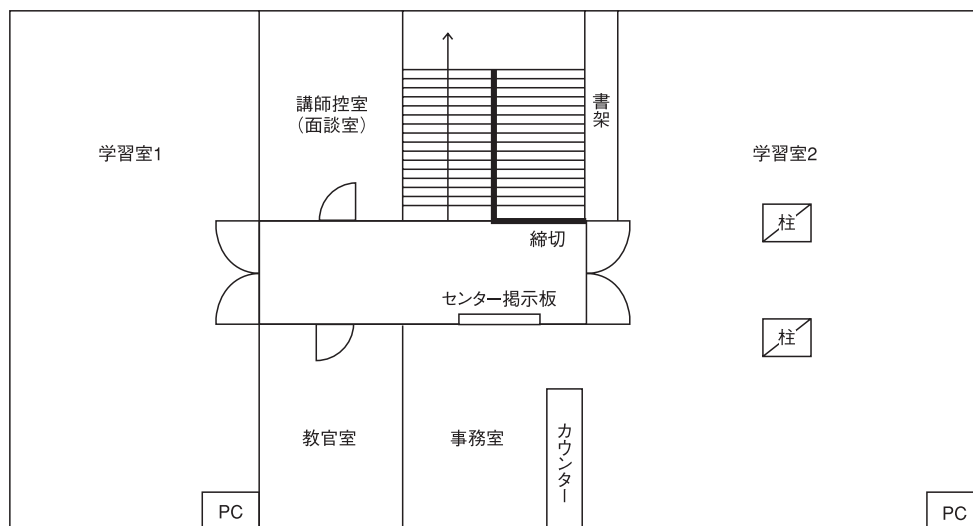 講師控室
（面談室）
書架
学習室1
学習室2
柱
締切
センター掲示板
柱
教官室
事務室
カウンター
PC
PC